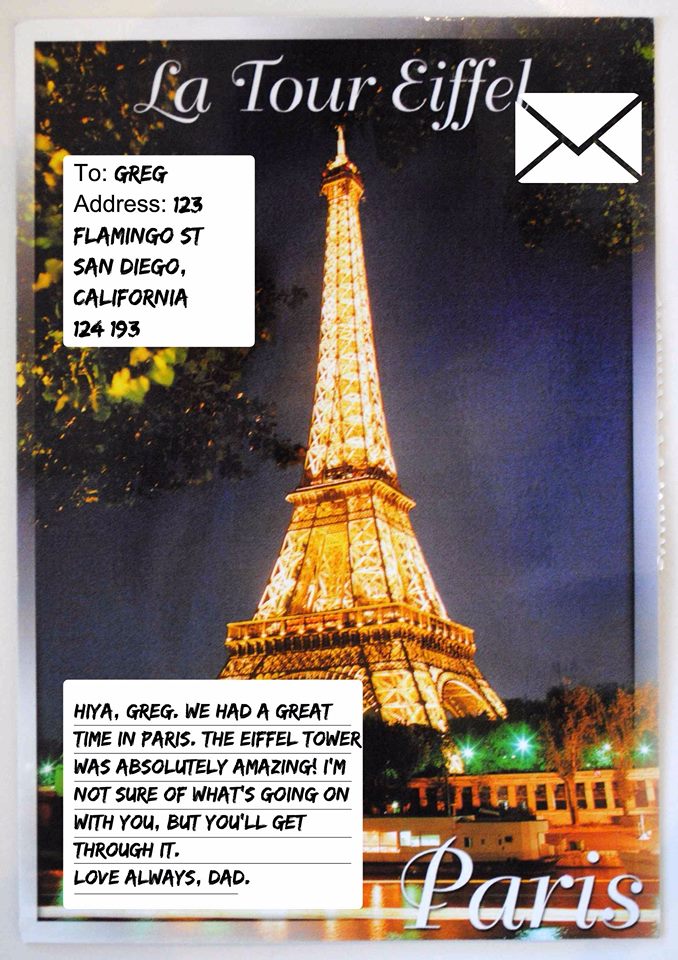 La Tour Eiffel
To: GREG
Address: 123
FLAMINGO ST
SAN DIEGO,
CALIFORNIA
124 193
HIYA, GREG. WE HAD A GREAT
TIME IN PARIS. THE EIFFEL TOWER
WAS ABSOLUTELY AMAZING! I'M
NOT SURE OF WHAT'S GOING ON
WITH YOU, BUT YOU'LL GET
THROUGH IT.
LOVE ALWAYS, DAD.
Paris